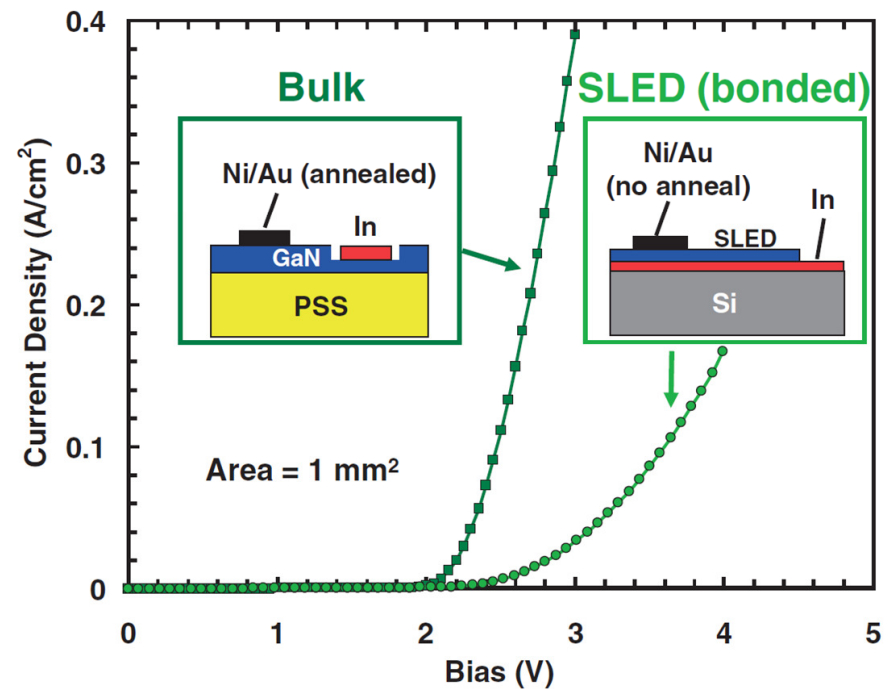 0.4
0.3
0.2
0.1
0
Current Density (A/cm²)
Bulk
SLED (bonded)
Ni/Au (annealed)
In
GaN
PSS
Ni/Au
(no anneal)
In
SLED
Si
Area = 1 mm²
0 1 2 3 4 5
Bias (V)